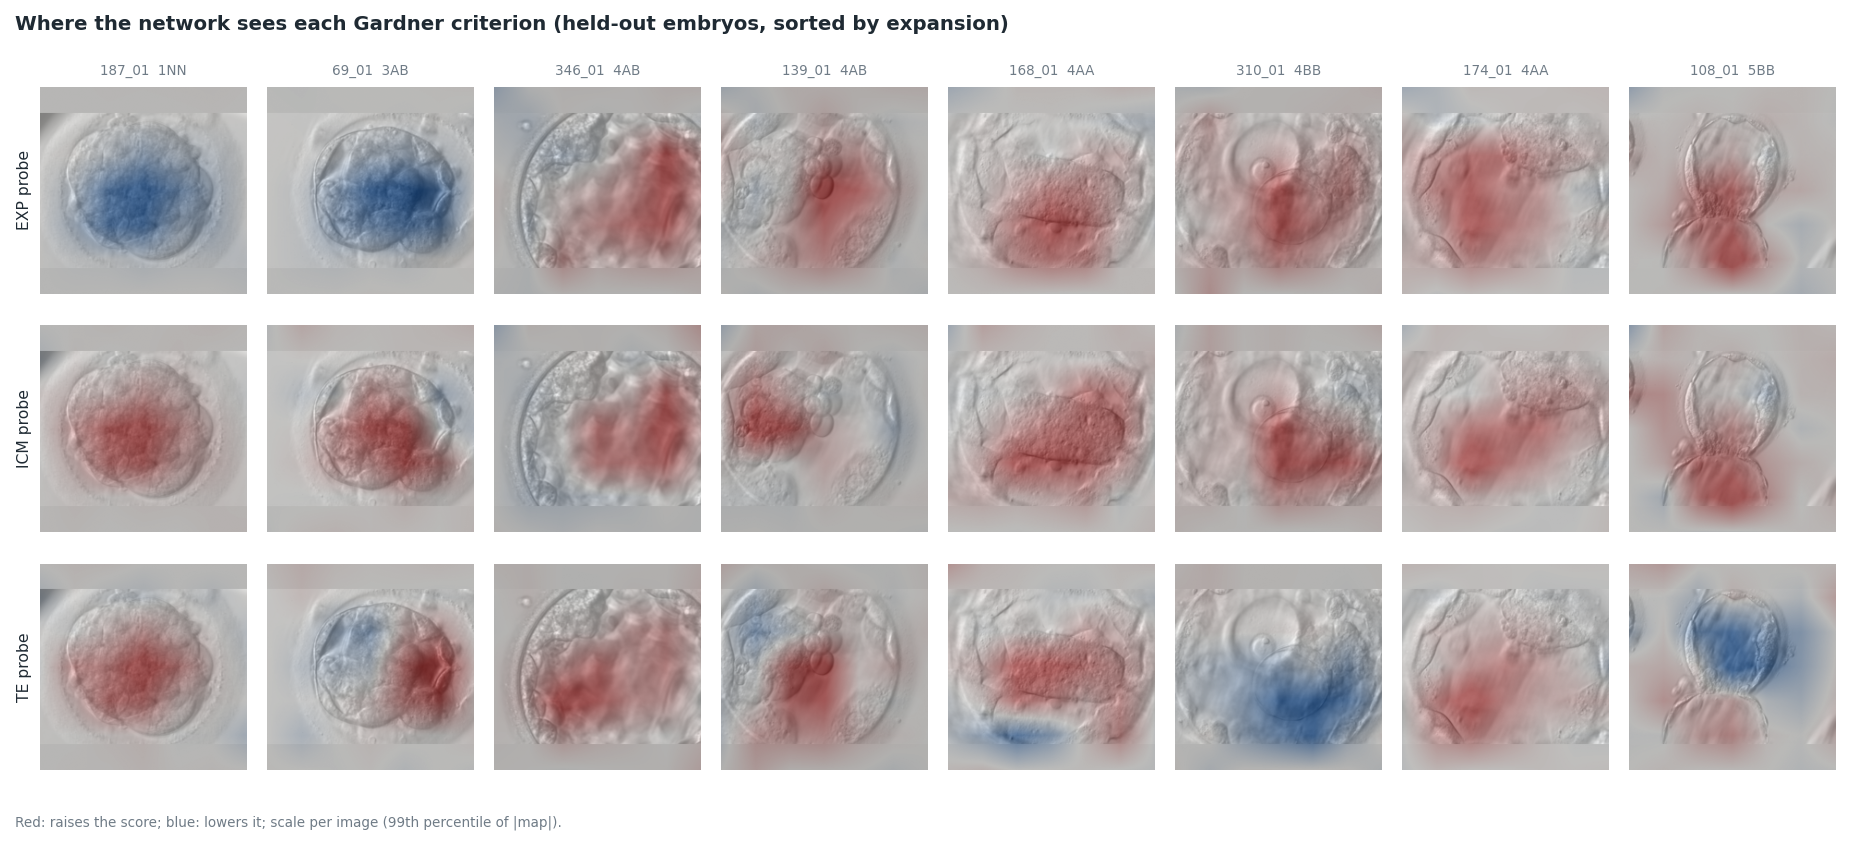 Where the network sees each Gardner criterion (held-out embryos, sorted by expansion)
187_01 1NN
69_01 3AB
346_01 4AB
139_01 4AB
168_01 4AA
310_01 4BB
174_01 4AA
108_01 5BB
EXP probe
ICM probe
TE probe
Red: raises the score; blue: lowers it; scale per image (99th percentile of |map|).